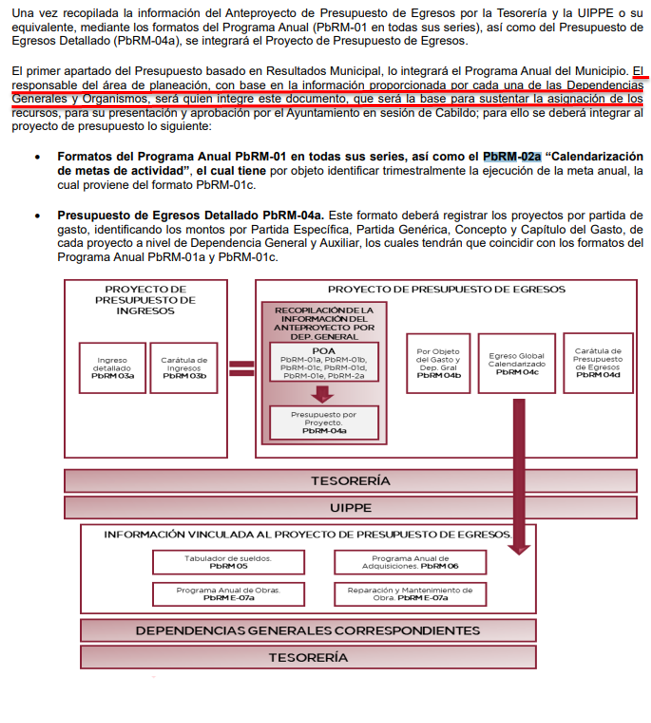 Una vez recopilada la información del Anteproyecto de Presupuesto de Egresos por la Tesorería y la UIPPE o su
equivalente, mediante los formatos del Programa Anual (PbRM-01 en todas sus series), así como del Presupuesto de
Egresos Detallado (PbRM-04a), se integrará el Proyecto de Presupuesto de Egresos.
El primer apartado del Presupuesto basado en Resultados Municipal, lo integrará el Programa Anual del Municipio. El
responsable del área de planeación, con base en la información proporcionada por cada una de las Dependencias
Generales y Organismos, será quien integre este documento, que será la base para sustentar la asignación de los
recursos, para su presentación y aprobación por el Ayuntamiento en sesión de Cabildo; para ello se deberá integrar al
proyecto de presupuesto lo siguiente:
• Formatos del Programa Anual PbRM-01 en todas sus series, así como el PbRM-02a “Calendarización
de metas de actividad”, el cual tiene por objeto identificar trimestralmente la ejecución de la meta anual, la
cual proviene del formato PbRM-01c.
• Presupuesto de Egresos Detallado PbRM-04a. Este formato deberá registrar los proyectos por partida de
gasto, identificando los montos por Partida Específica, Partida Genérica, Concepto y Capítulo del Gasto, de
cada proyecto a nivel de Dependencia General y Auxiliar, los cuales tendrán que coincidir con los formatos del
Programa Anual PbRM-01a y PbRM-01c.
PROYECTO DE
PRESUPUESTO DE
INGRESOS
Ingreso
detallado
PbRM 03a
Carátula de
Ingresos
PbRM 03b
PROYECTO DE PRESUPUESTO DE EGRESOS
RECOPILACIÓN DE LA
INFORMACIÓN DEL
ANTEPROYECTO POR
DEP. GENERAL
POA
PbRM-01a, PbRM-01b,
PbRM-01c, PbRM-01d,
PbRM-01e, PbRM-2a
Presupuesto por
Proyecto.
PbRM-04a
Por Objeto
del Gasto y
Dep. Gral
PbRM 04b
Egreso Global
Calendarizado
PbRM 04c
Carátula de
Presupuesto
de Egresos
PbRM 04d
TESORERÍA
UIPPE
INFORMACIÓN VINCULADA AL PROYECTO DE PRESUPUESTO DE EGRESOS.
Tabulador de sueldos.
PbRM 05
Programa Anual de
Adquisiciones. PbRM 06
Programa Anual de Obras.
PbRM E-07a
Reparación y Mantenimiento de
Obra. PbRM E-07a
DEPENDENCIAS GENERALES CORRESPONDIENTES
TESORERÍA